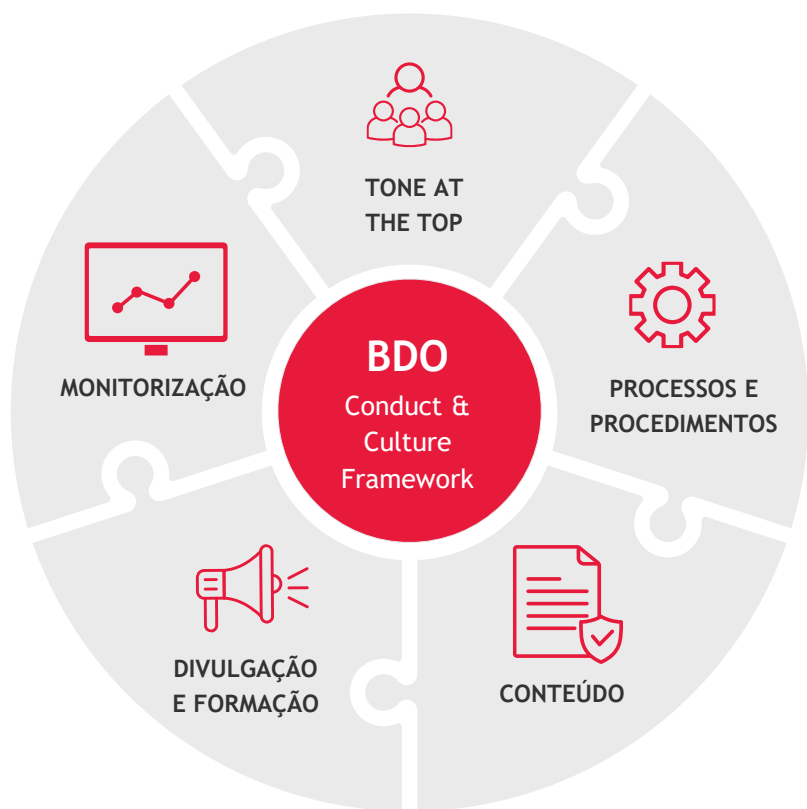 TONE AT
THE TOP
PROCESSOS E
PROCEDIMENTOS
CONTEÚDO
DIVULGAÇÃO
E FORMAÇÃO
MONITORIZAÇÃO
BDO
Conduct &
Culture
Framework